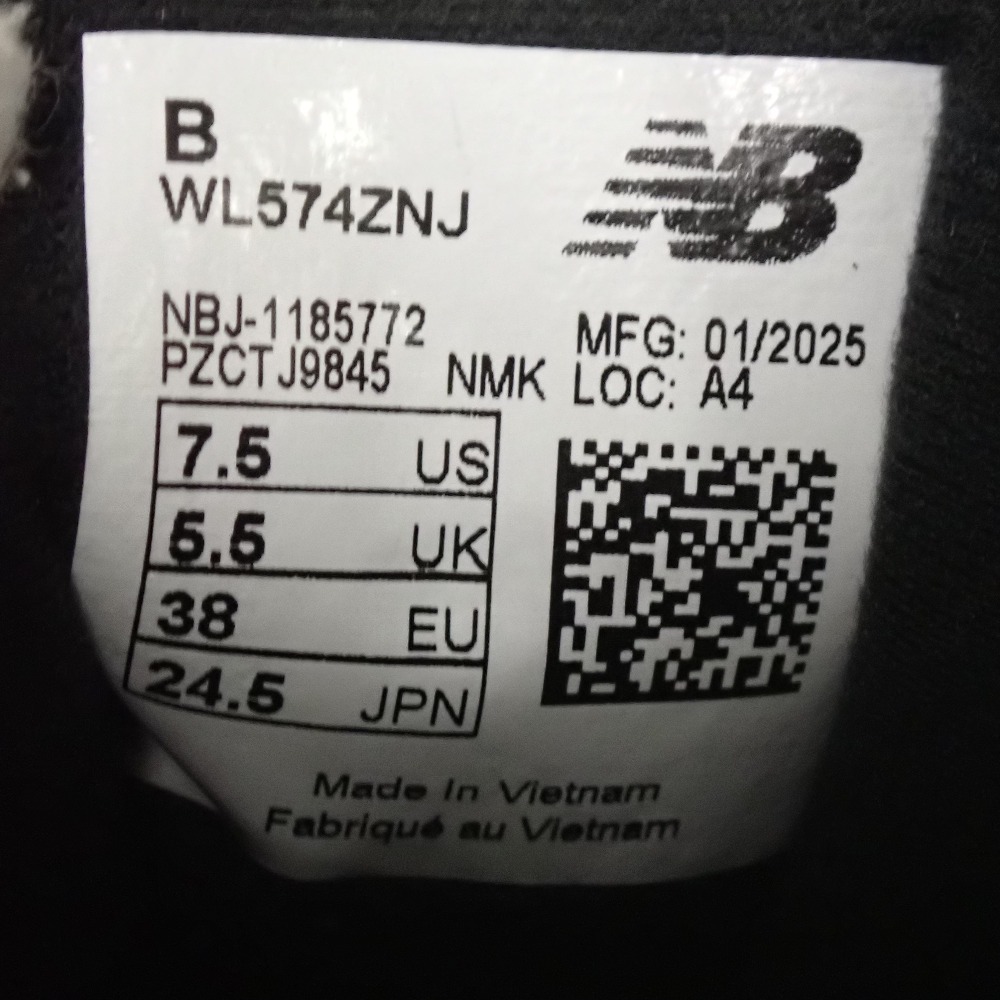 B
WL574ZNJ
NB
NBJ-1185772
PZCTJ9845 NMK
MFG: 01/2025
LOC: A4
7.5 US
5.5 UK
38 EU
24.5 JPN
Made In Vietnam
Fabriqué au Vietnam